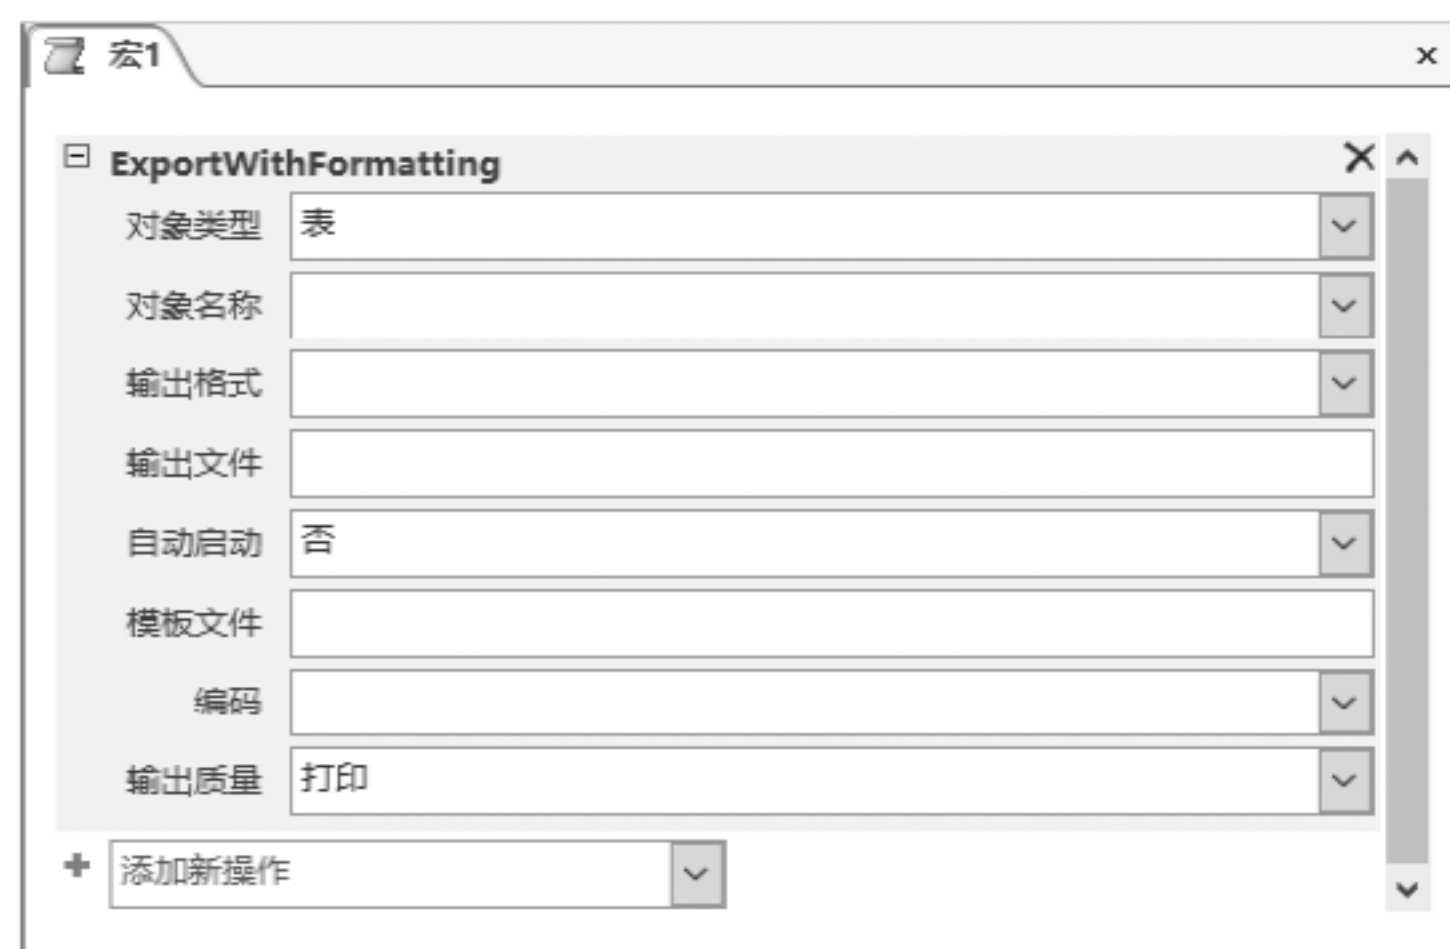 宏1
ExportWithFormatting
对象类型 表
对象名称
输出格式
输出文件
自动启动 否
模板文件
编码
输出质量 打印
添加新操作